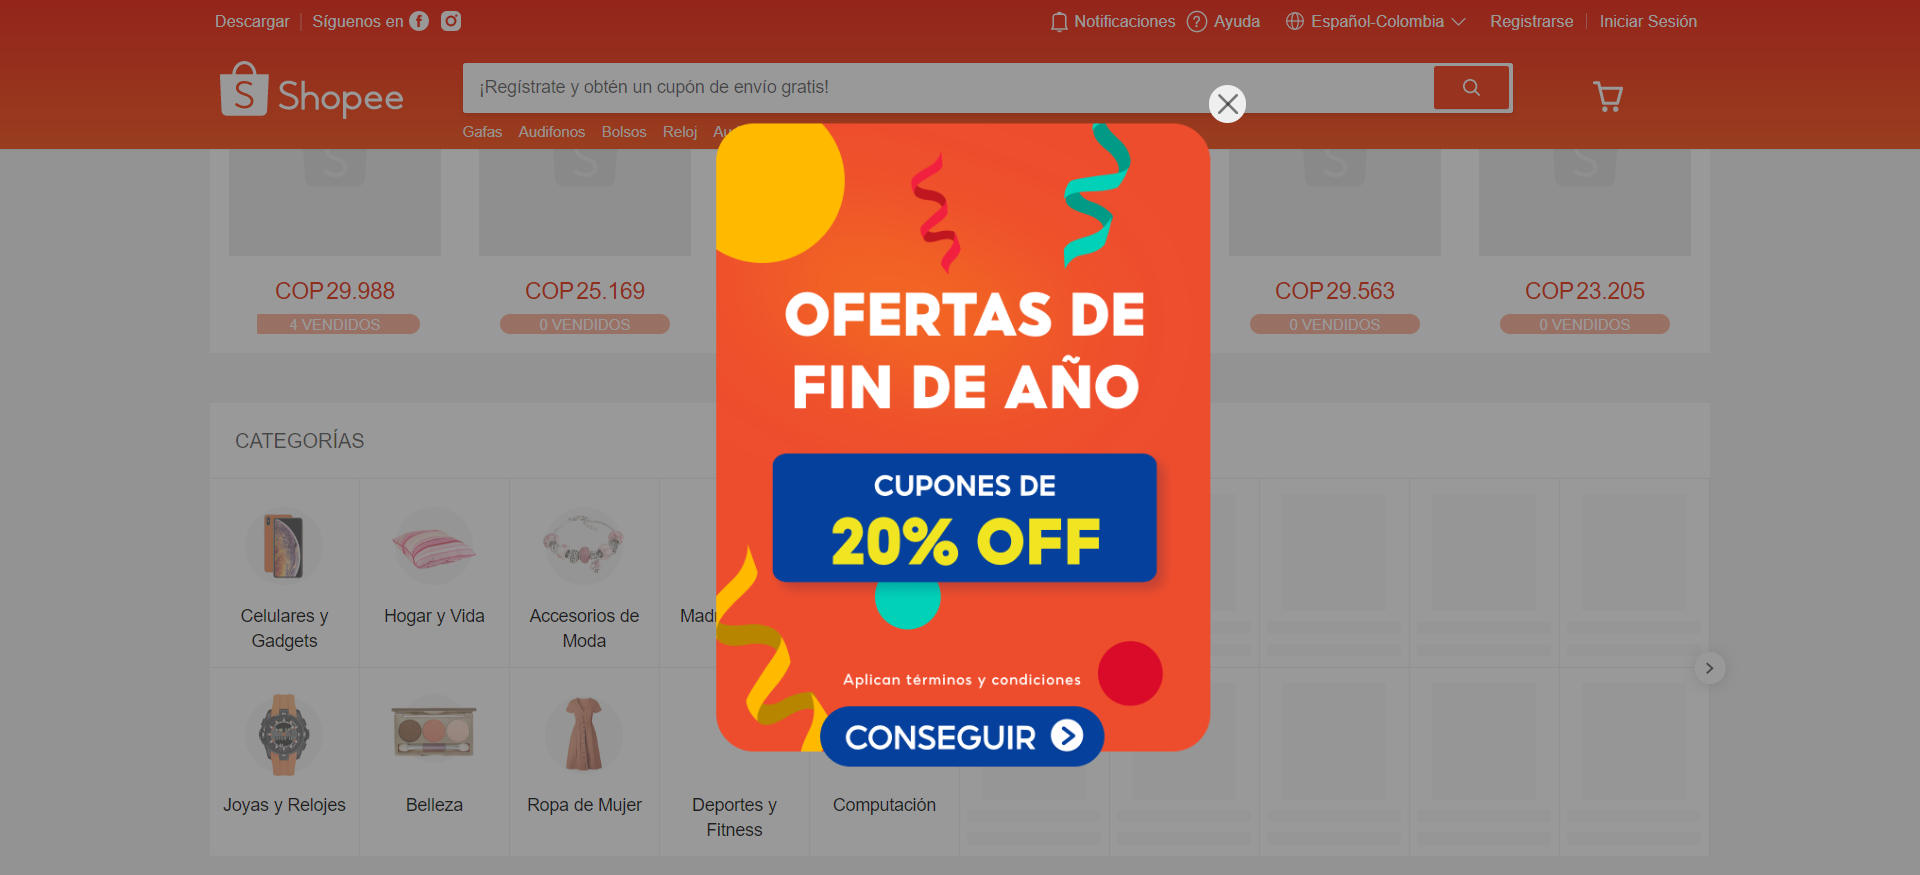 Descargar
Síguenos en
Notificaciones
Ayuda
Español-Colombia
Registrarse
Iniciar Sesión
Shopee
¡Regístrate y obtén un cupón de envío gratis!
Gafas
Audifonos
Bolsos
Reloj
COP 29.988
COP 25.169
COP 29.563
COP 23.205
4 VENDIDOS
0 VENDIDOS
0 VENDIDOS
0 VENDIDOS
OFERTAS DE
FIN DE AÑO
CUPONES DE
20% OFF
Aplican términos y condiciones
CONSEGUIR
CATEGORÍAS
Celulares y
Gadgets
Hogar y Vida
Accesorios de
Moda
Joyas y Relojes
Belleza
Ropa de Mujer
Deportes y
Fitness
Computación